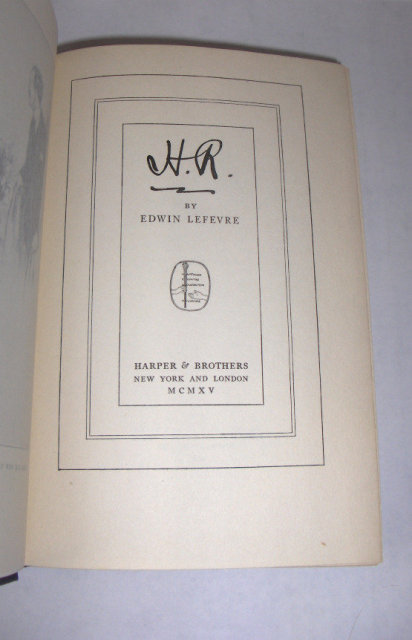 H. R.
BY
EDWIN LEFEVRE
HARPER & BROTHERS
NEW YORK AND LONDON
MCMXV